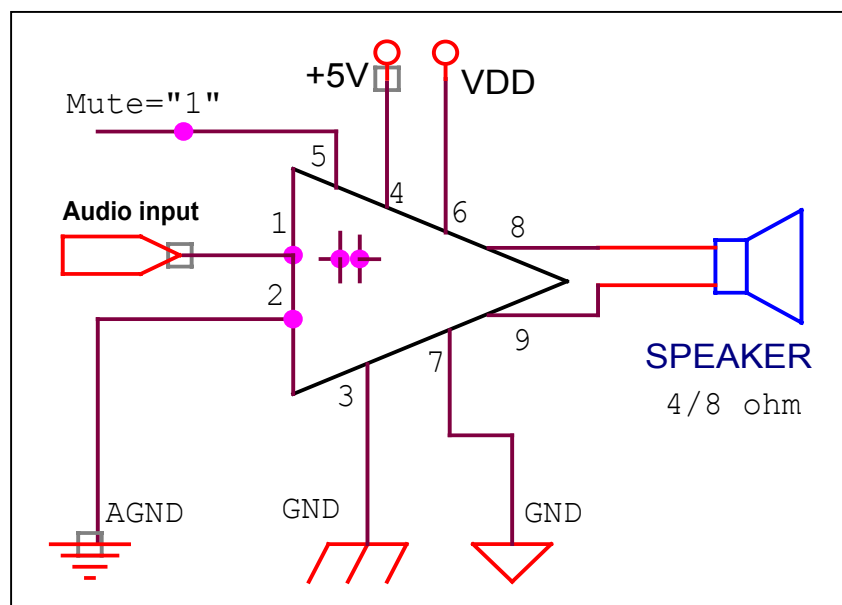 +5V
VDD
Mute="1"
5
4
6
Audio input
1
8
2
9
SPEAKER
7
3
4/8 ohm
AGND
GND
GND